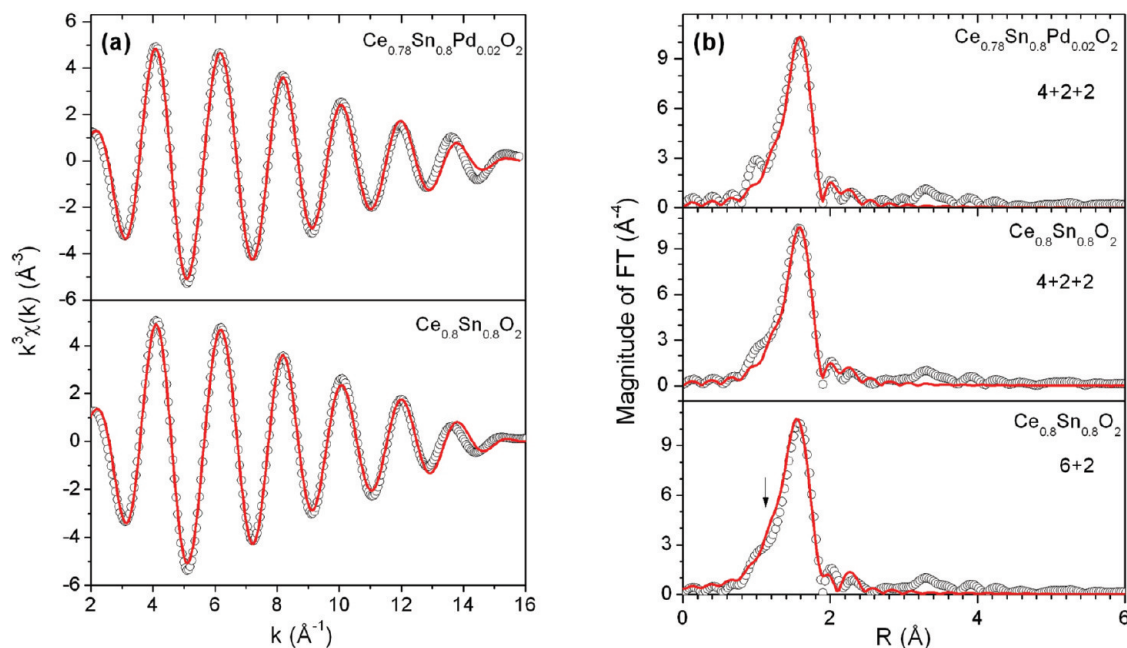 (a)
Ce0.78Sn0.8Pd0.02O2
6
4
2
0
-2
-4
-6
Ce0.8Sn0.8O2
4
2
0
-2
-4
-6
k³χ(k) (Å⁻³)
2 4 6 8 10 12 14 16
k (Å⁻¹)
(b)
Ce0.78Sn0.8Pd0.02O2
4+2+2
9
6
3
0
Ce0.8Sn0.8O2
4+2+2
9
6
3
0
Ce0.8Sn0.8O2
6+2
9
6
3
0
Magnitude of FT (Å⁻⁴)
0 2 4 6
R (Å)